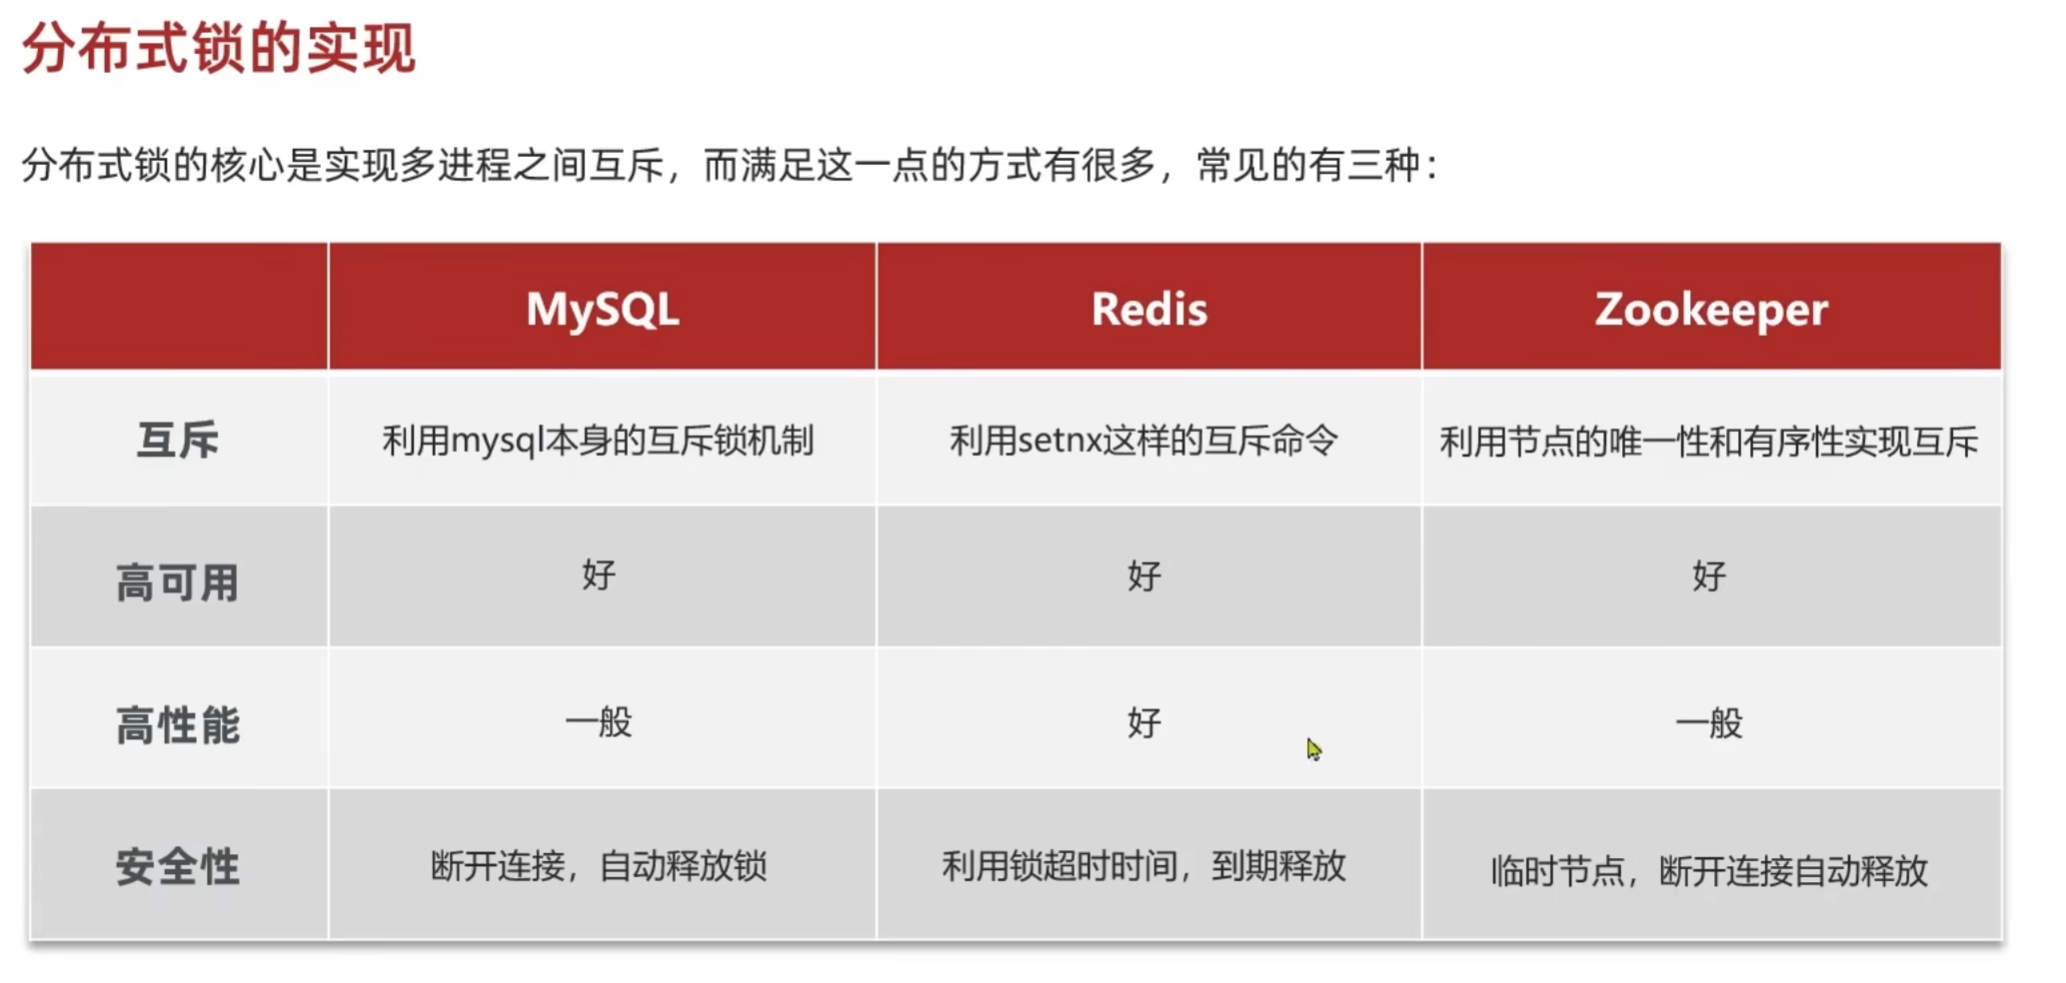 分布式锁的实现
分布式锁的核心是实现多进程之间互斥，而满足这一点的方式有很多，常见的有三种：
MySQL Redis Zookeeper
互斥 利用mysql本身的互斥锁机制 利用setnx这样的互斥命令 利用节点的唯一性和有序性实现互斥
高可用 好 好 好
高性能 一般 好 一般
安全性 断开连接，自动释放锁 利用锁超时时间，到期释放 临时节点，断开连接自动释放